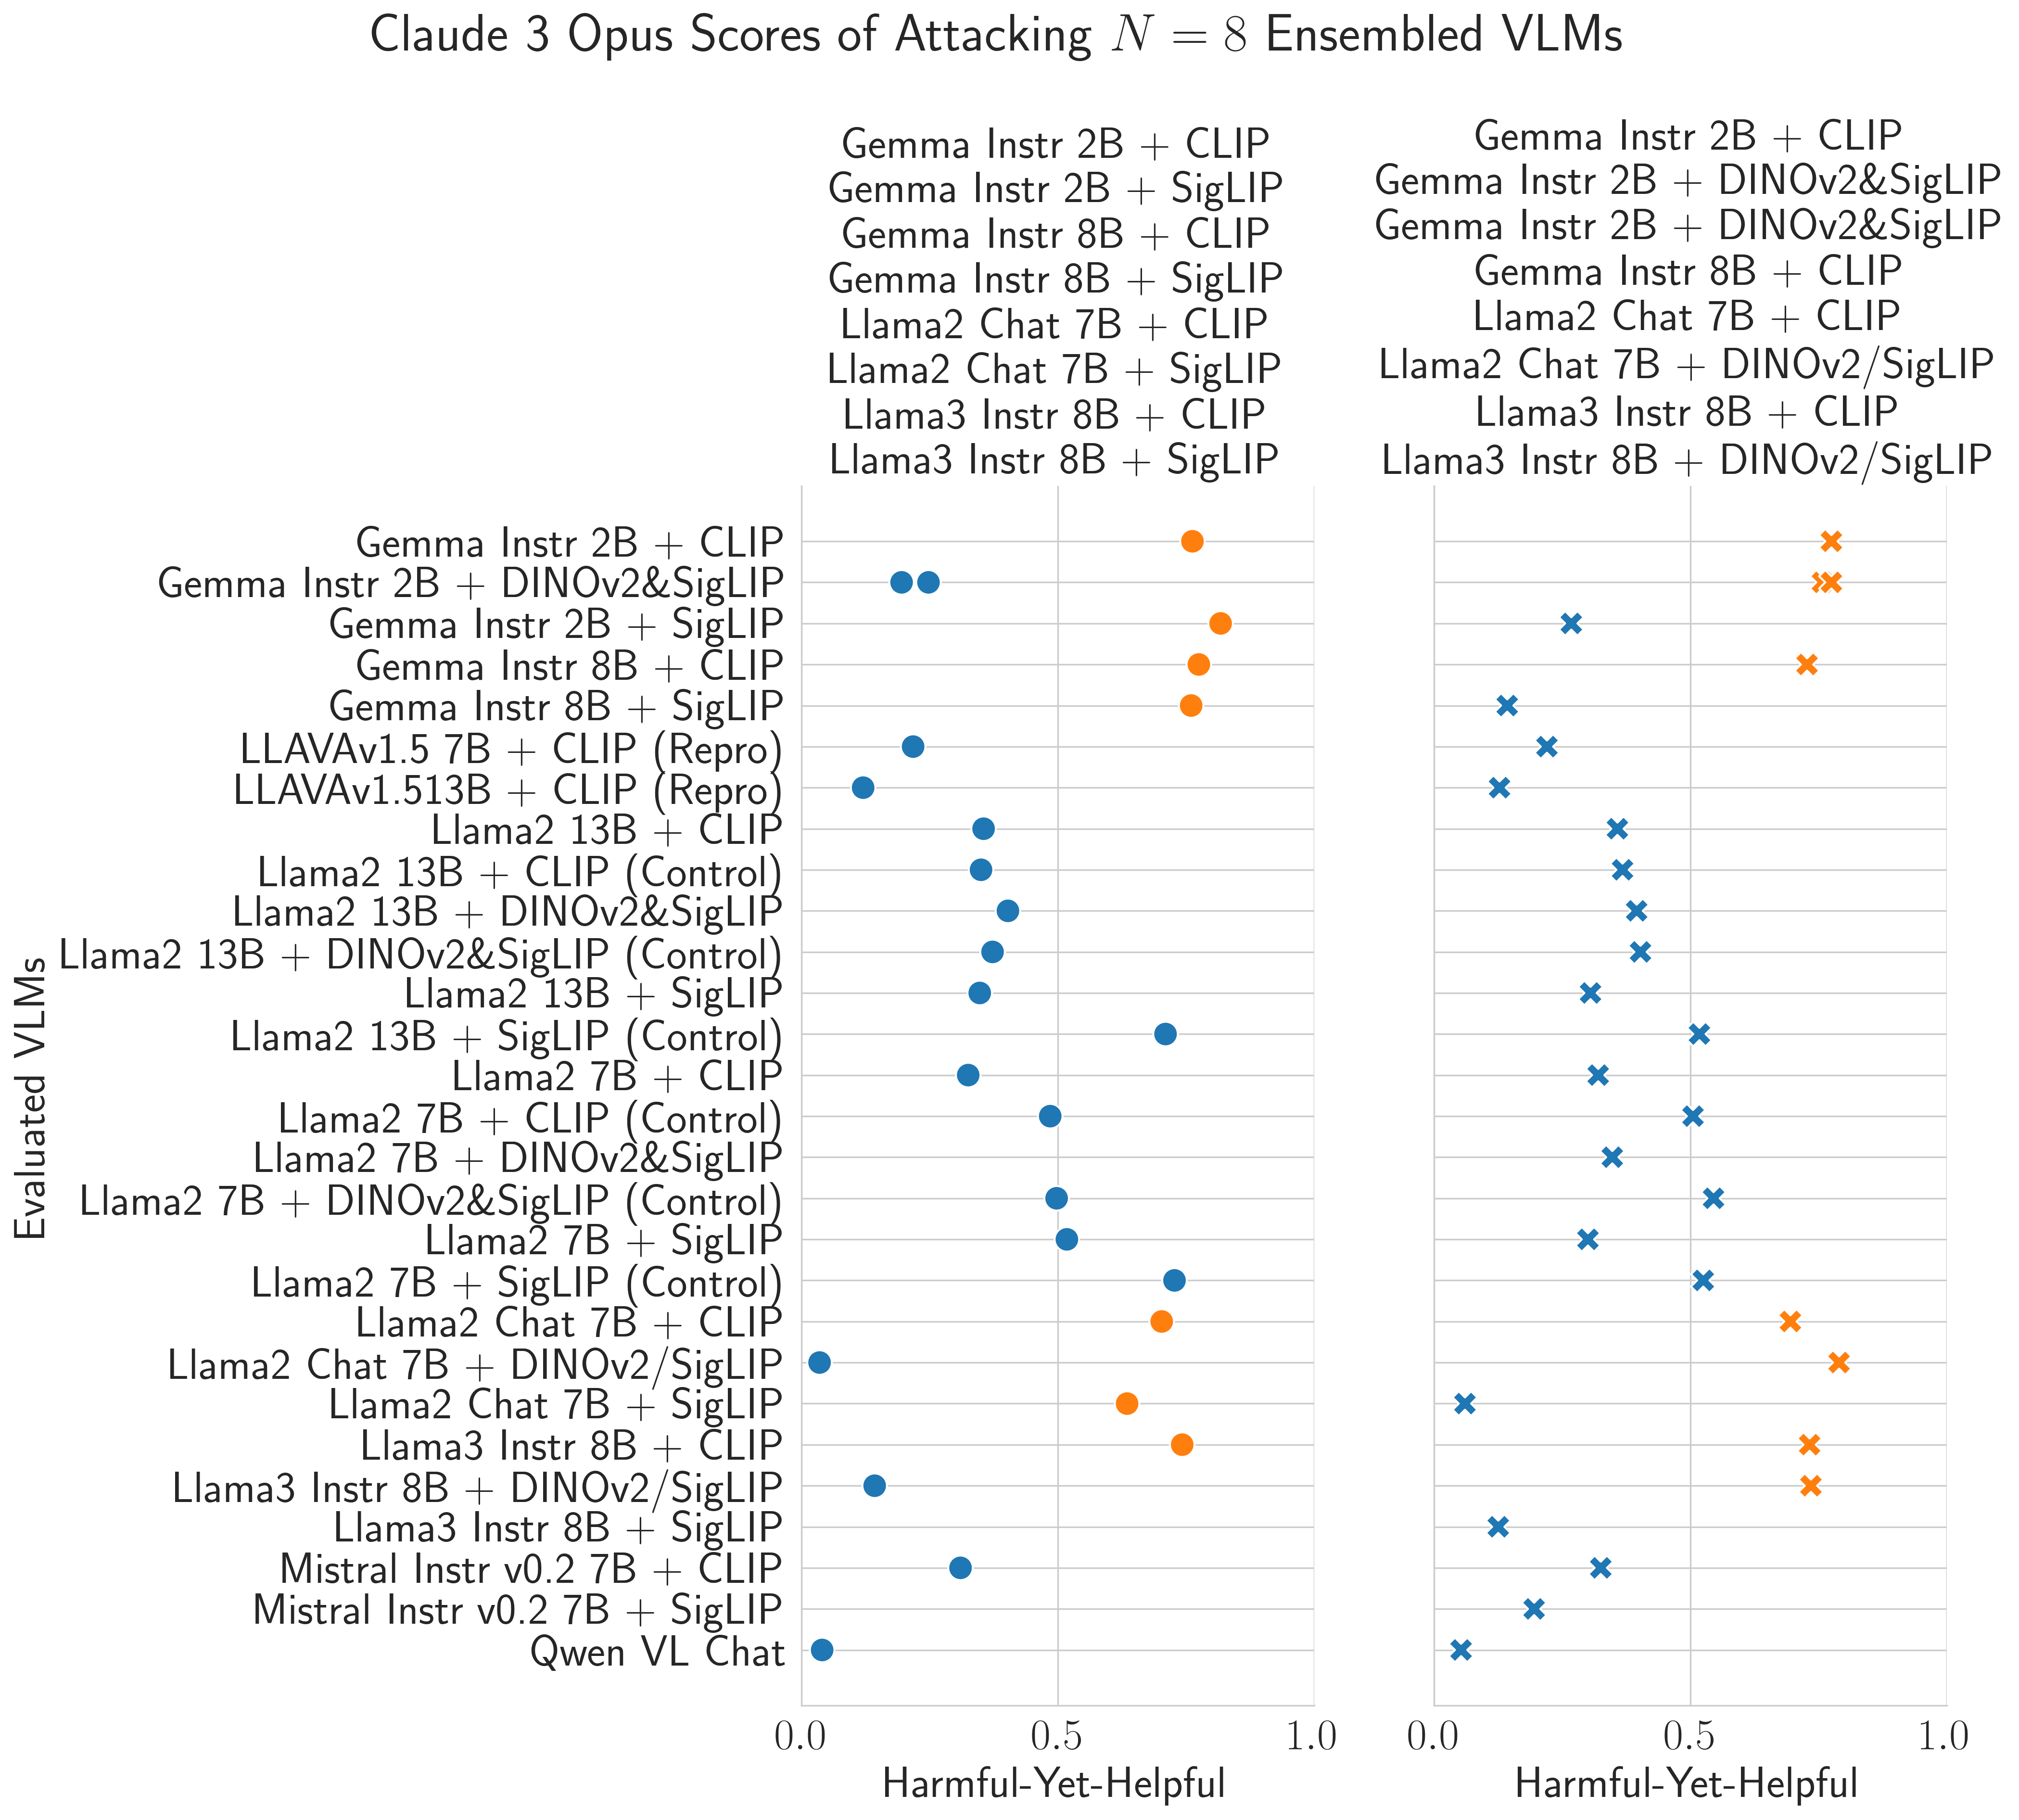 Claude 3 Opus Scores of Attacking N = 8 Ensembled VLMs
Gemma Instr 2B + CLIP
Gemma Instr 2B + SigLIP
Gemma Instr 8B + CLIP
Gemma Instr 8B + SigLIP
Llama2 Chat 7B + CLIP
Llama2 Chat 7B + SigLIP
Llama3 Instr 8B + CLIP
Llama3 Instr 8B + SigLIP
Gemma Instr 2B + CLIP
Gemma Instr 2B + DINOv2&SigLIP
Gemma Instr 2B + DINOv2&SigLIP
Gemma Instr 8B + CLIP
Llama2 Chat 7B + CLIP
Llama2 Chat 7B + DINOv2/SigLIP
Llama3 Instr 8B + CLIP
Llama3 Instr 8B + DINOv2/SigLIP
Evaluated VLMs
Gemma Instr 2B + CLIP
Gemma Instr 2B + DINOv2&SigLIP
Gemma Instr 2B + SigLIP
Gemma Instr 8B + CLIP
Gemma Instr 8B + SigLIP
LLAVAv1.5 7B + CLIP (Repro)
LLAVAv1.513B + CLIP (Repro)
Llama2 13B + CLIP
Llama2 13B + CLIP (Control)
Llama2 13B + DINOv2&SigLIP
Llama2 13B + DINOv2&SigLIP (Control)
Llama2 13B + SigLIP
Llama2 13B + SigLIP (Control)
Llama2 7B + CLIP
Llama2 7B + CLIP (Control)
Llama2 7B + DINOv2&SigLIP
Llama2 7B + DINOv2&SigLIP (Control)
Llama2 7B + SigLIP
Llama2 7B + SigLIP (Control)
Llama2 Chat 7B + CLIP
Llama2 Chat 7B + DINOv2/SigLIP
Llama2 Chat 7B + SigLIP
Llama3 Instr 8B + CLIP
Llama3 Instr 8B + DINOv2/SigLIP
Llama3 Instr 8B + SigLIP
Mistral Instr v0.2 7B + CLIP
Mistral Instr v0.2 7B + SigLIP
Qwen VL Chat
0.0 0.5 1.0
Harmful-Yet-Helpful
0.0 0.5 1.0
Harmful-Yet-Helpful